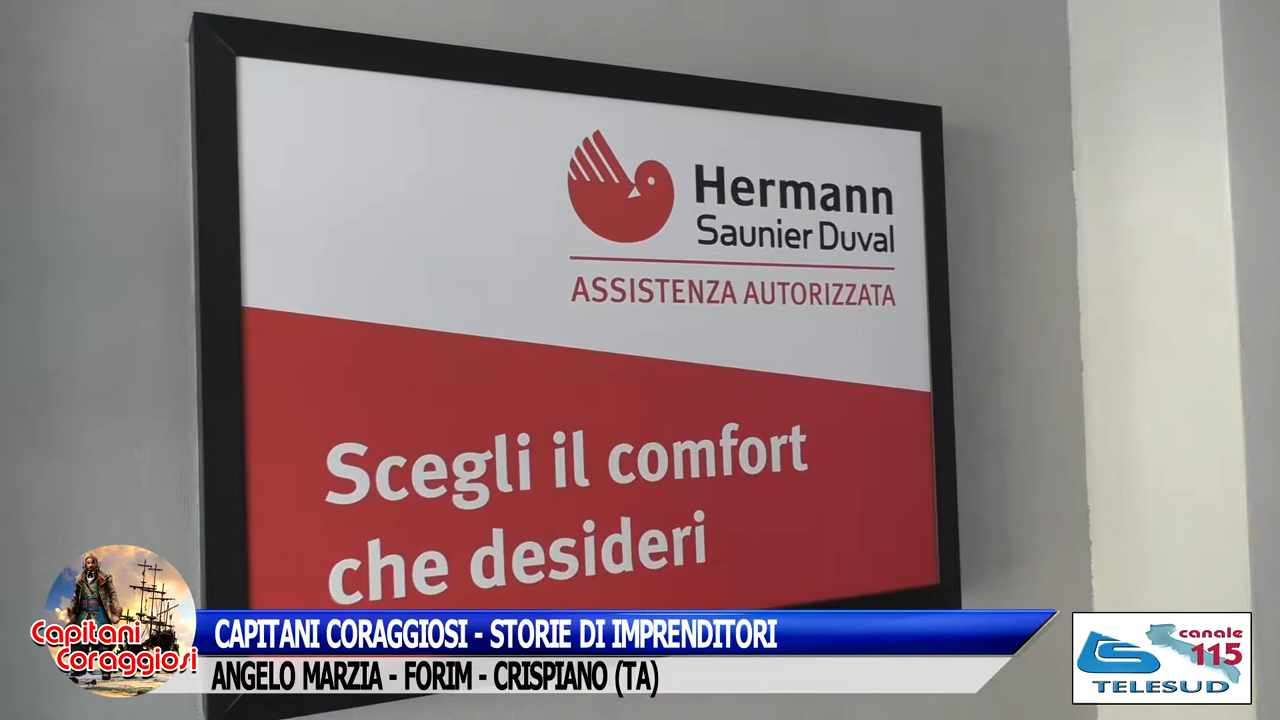 Hermann
Saunier Duval
ASSISTENZA AUTORIZZATA
Scegli il comfort
che desideri
Capitani
Coraggiosi
CAPITANI CORAGGIOSI - STORIE DI IMPRENDITORI
ANGELO MARZIA - FORIM - CRISPIANO (TA)
canale
115
TELESUD